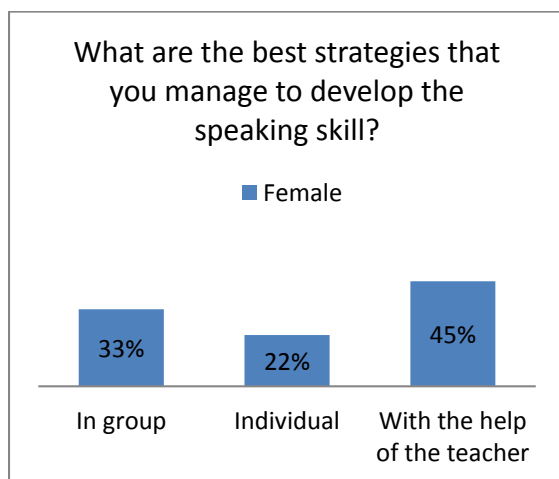 What are the best strategies that
you manage to develop the
speaking skill?
Female
33%
22%
45%
In group
Individual
With the help
of the teacher